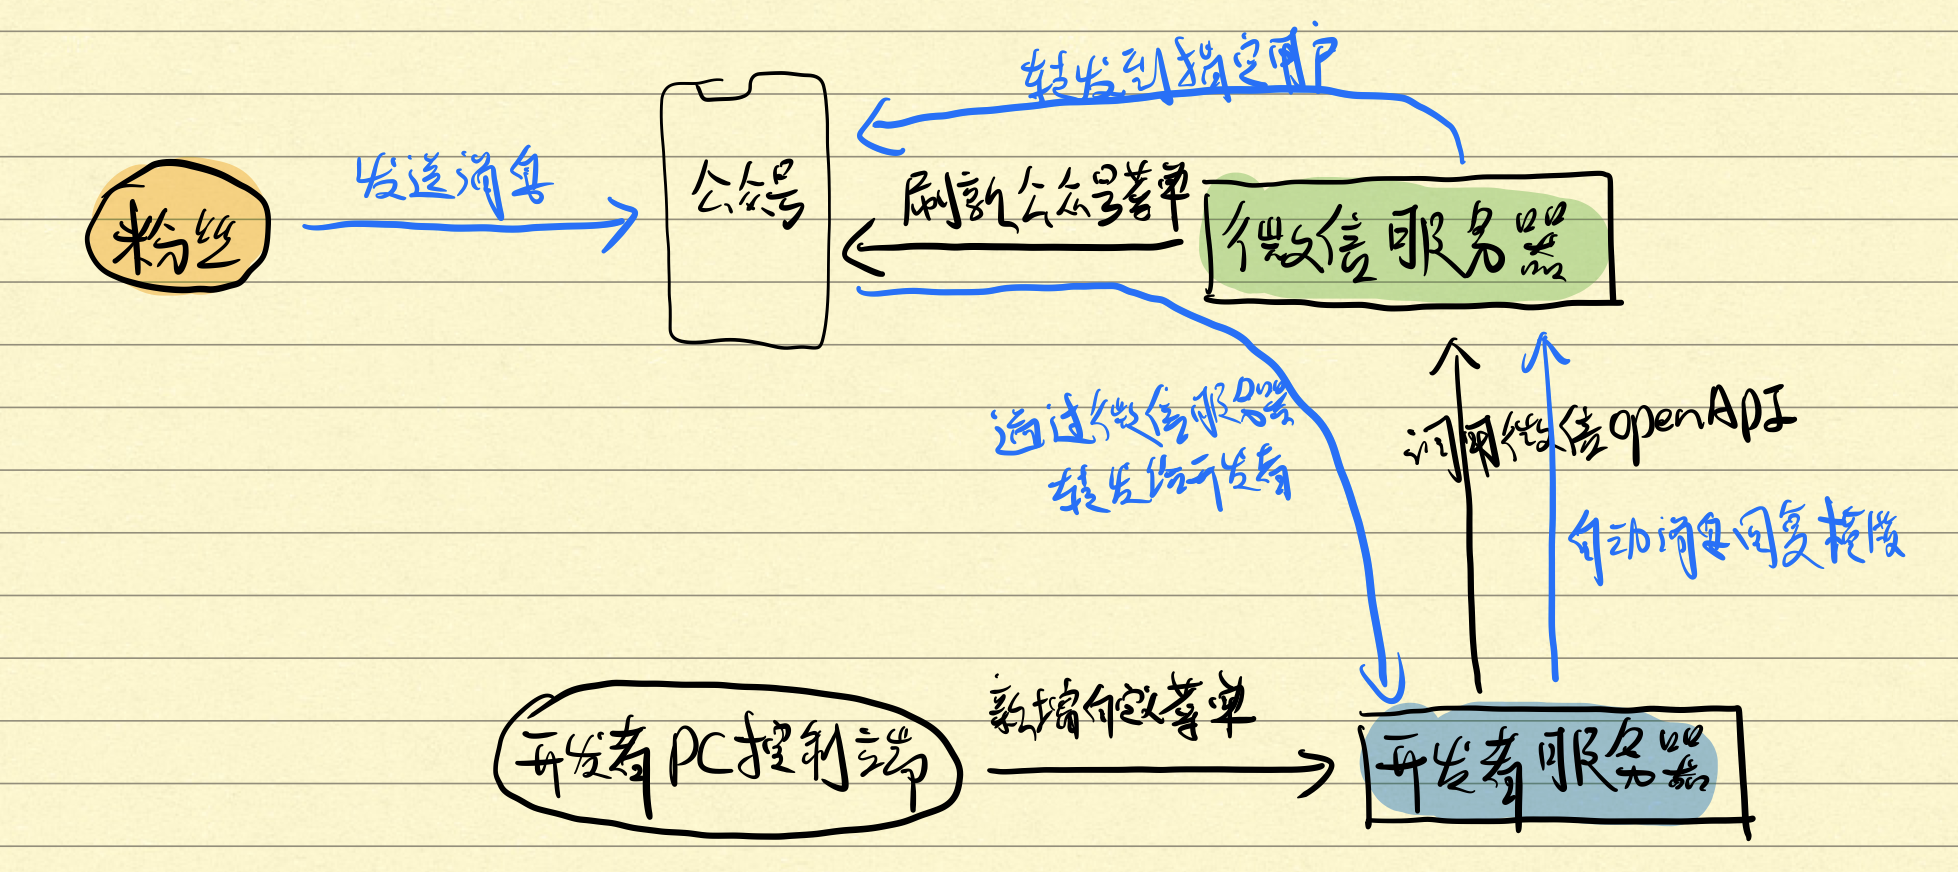 转发到指定用户
发送消息
公众号
刷新公众号菜单
粉丝
微信服务器
通过微信服务器
转发给开发者
调用微信openApI
自动消息回复模版
新增自定义菜单
开发者PC控制端
开发者服务器